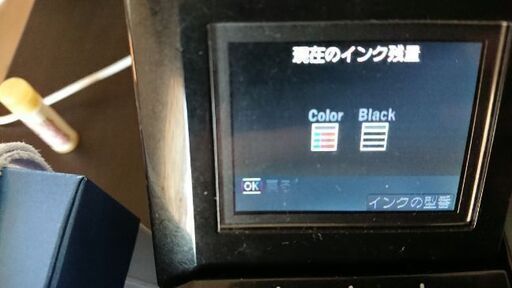 現在のインク残量
Color Black
OK 戻る
インクの型番